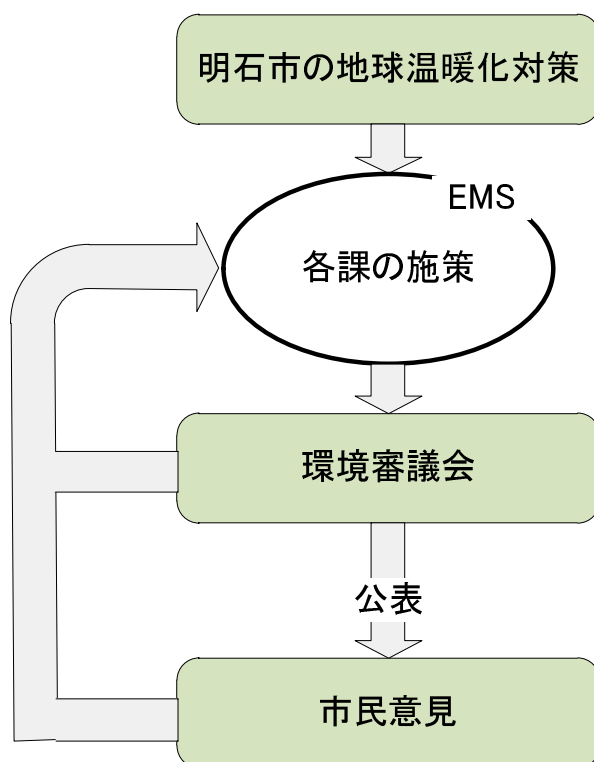 明石市の地球温暖化対策
EMS
各課の施策
環境審議会
公表
市民意見